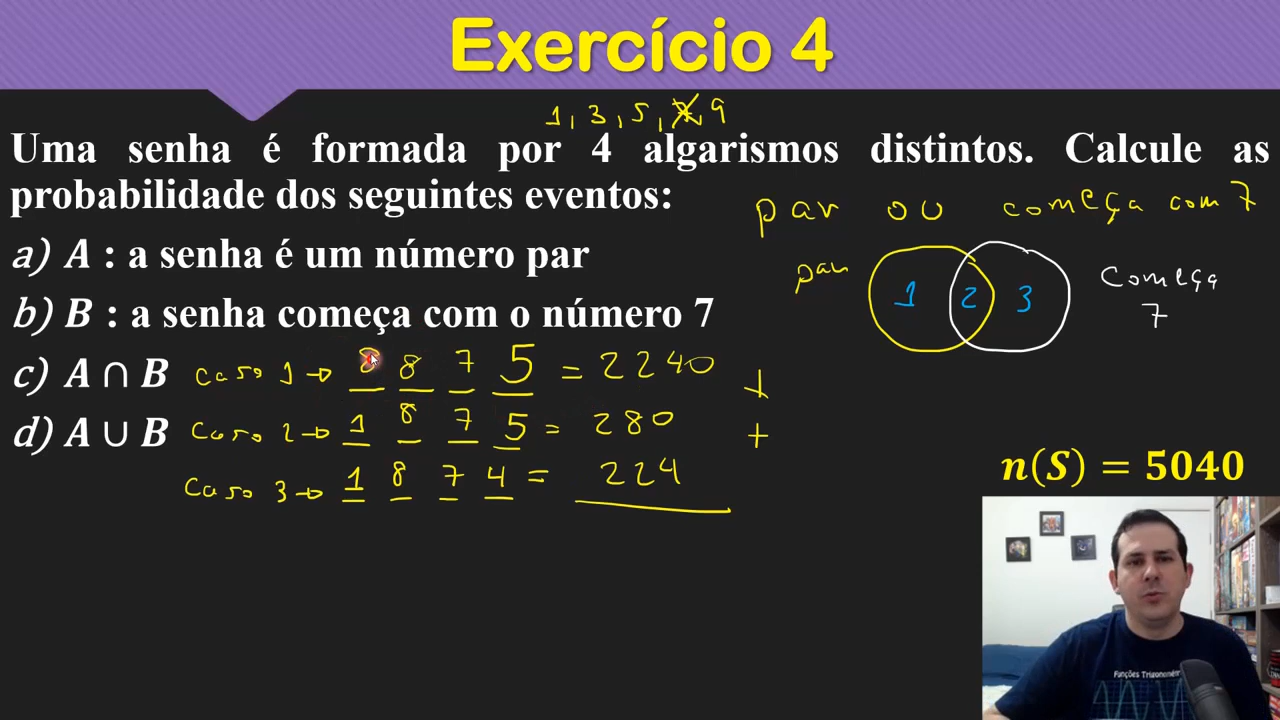 Exercício 4
1, 3, 5, 7, 9
Uma senha é formada por 4 algarismos distintos. Calcule as
probabilidade dos seguintes eventos:
par ou começa com 7
a) A : a senha é um número par
par 1 2 3 começa
7
b) B : a senha começa com o número 7
c) A ∩ B caso 1 → 8 8 7 5 = 2240 +
d) A ∪ B caso 2 → 1 8 7 5 = 280 +
caso 3 → 1 8 7 4 = 224
n(S) = 5040